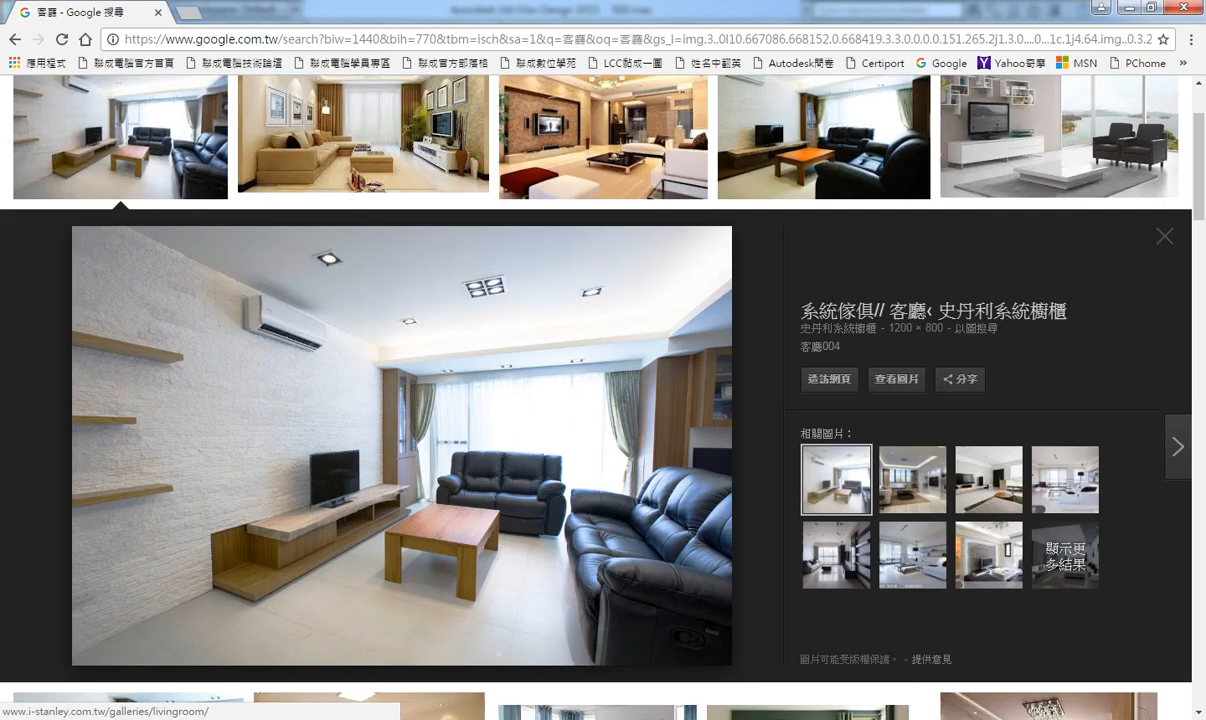 客廳 - Google 搜尋
https://www.google.com.tw/search?biw=1440&bih=770&tbm=isch&sa=1&q=客廳&oq=客廳&gs_l=img.3..0l10.667086.668152.0.668419.3.3.0.0.0.0.151.265.2j1.3.0....0...1c.1j4.64.img..0.3.2
應用程式 聯成電腦官方首頁 聯成電腦技術論壇 聯成電腦學員專區 聯成官方部落格 聯成數位學苑 LCC黏成一團 姓名中翻英 Autodesk問卷 Certiport Google Yahoo奇摩 MSN PChome »
系統傢俱// 客廳‹ 史丹利系統櫥櫃
史丹利系統櫥櫃 - 1200 × 800 - 以圖搜尋
客廳004
造訪網頁 查看圖片 分享
相關圖片：
顯示更
多結果
圖片可能受版權保護。 - 提供意見
www.i-stanley.com.tw/galleries/livingroom/